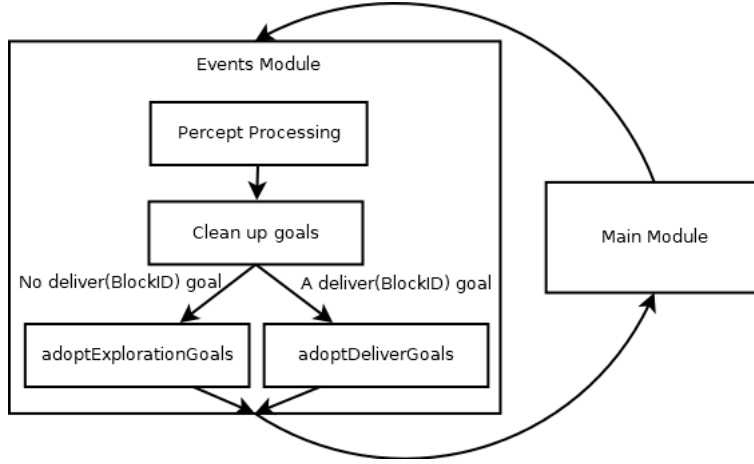 Events Module
Percept Processing
Clean up goals
Main Module
No deliver(BlockID) goal
A deliver(BlockID) goal
adoptExplorationGoals
adoptDeliverGoals